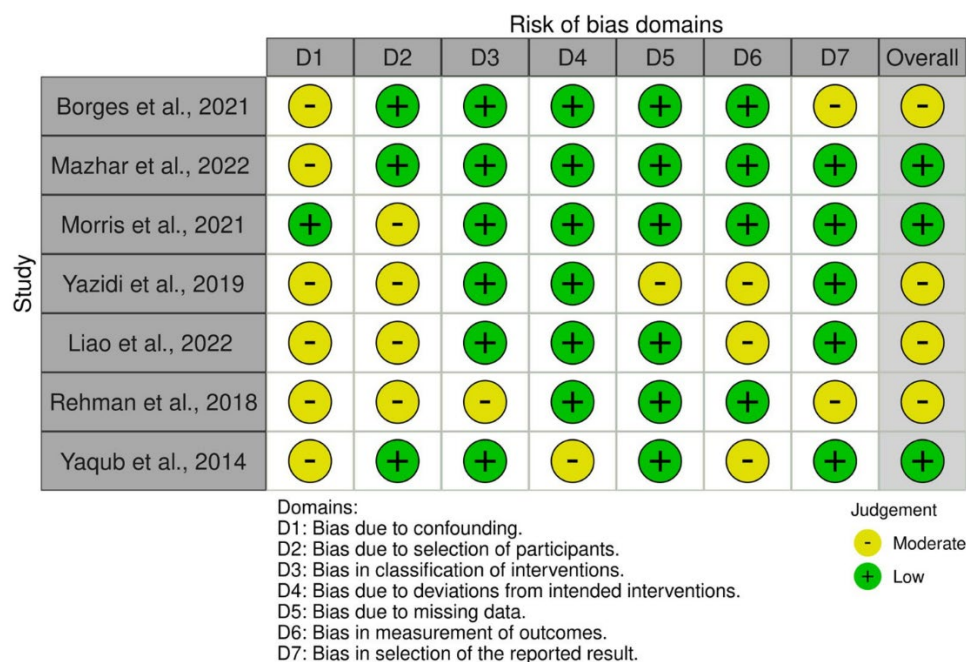 Risk of bias domains
D1 D2 D3 D4 D5 D6 D7 Overall
Study
Borges et al., 2021 - + + + + + - -
Mazhar et al., 2022 - + + + + + + +
Morris et al., 2021 + - + + + + + +
Yazidi et al., 2019 - - + + - - + -
Liao et al., 2022 - - + + + - + -
Rehman et al., 2018 - - - + + + - -
Yaqub et al., 2014 - + + - + - + +
Domains:
D1: Bias due to confounding.
D2: Bias due to selection of participants.
D3: Bias in classification of interventions.
D4: Bias due to deviations from intended interventions.
D5: Bias due to missing data.
D6: Bias in measurement of outcomes.
D7: Bias in selection of the reported result.
Judgement
- Moderate
+ Low